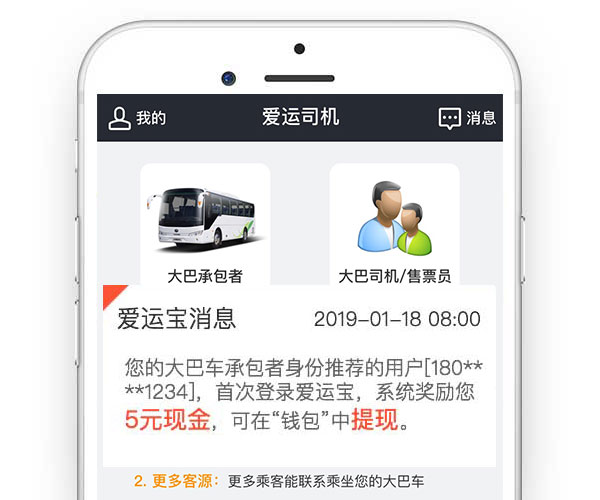 我的 爱运司机 消息
大巴承包者 大巴司机/售票员
爱运宝消息 2019-01-18 08:00
您的大巴车承包者身份推荐的用户[180**
**1234]，首次登录爱运宝，系统奖励您
5元现金，可在“钱包”中提现。
2. 更多客源：更多乘客能联系乘坐您的大巴车